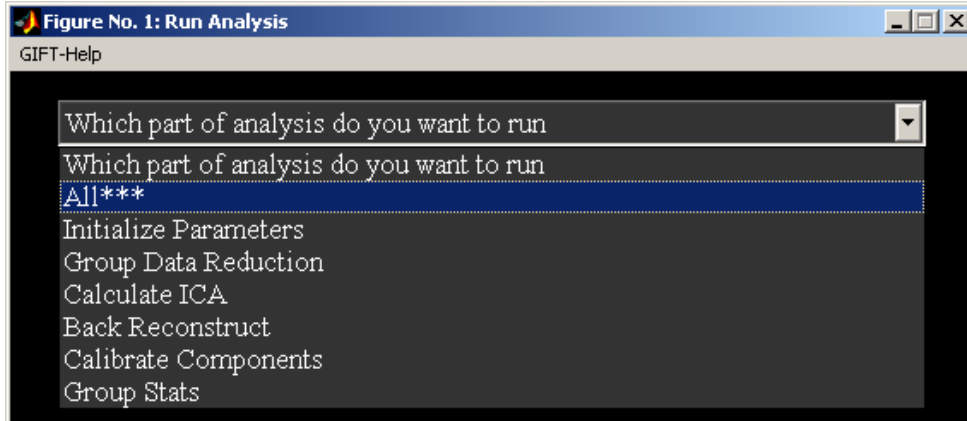 Figure No. 1: Run Analysis
GIFT-Help
Which part of analysis do you want to run
Which part of analysis do you want to run
All***
Initialize Parameters
Group Data Reduction
Calculate ICA
Back Reconstruct
Calibrate Components
Group Stats